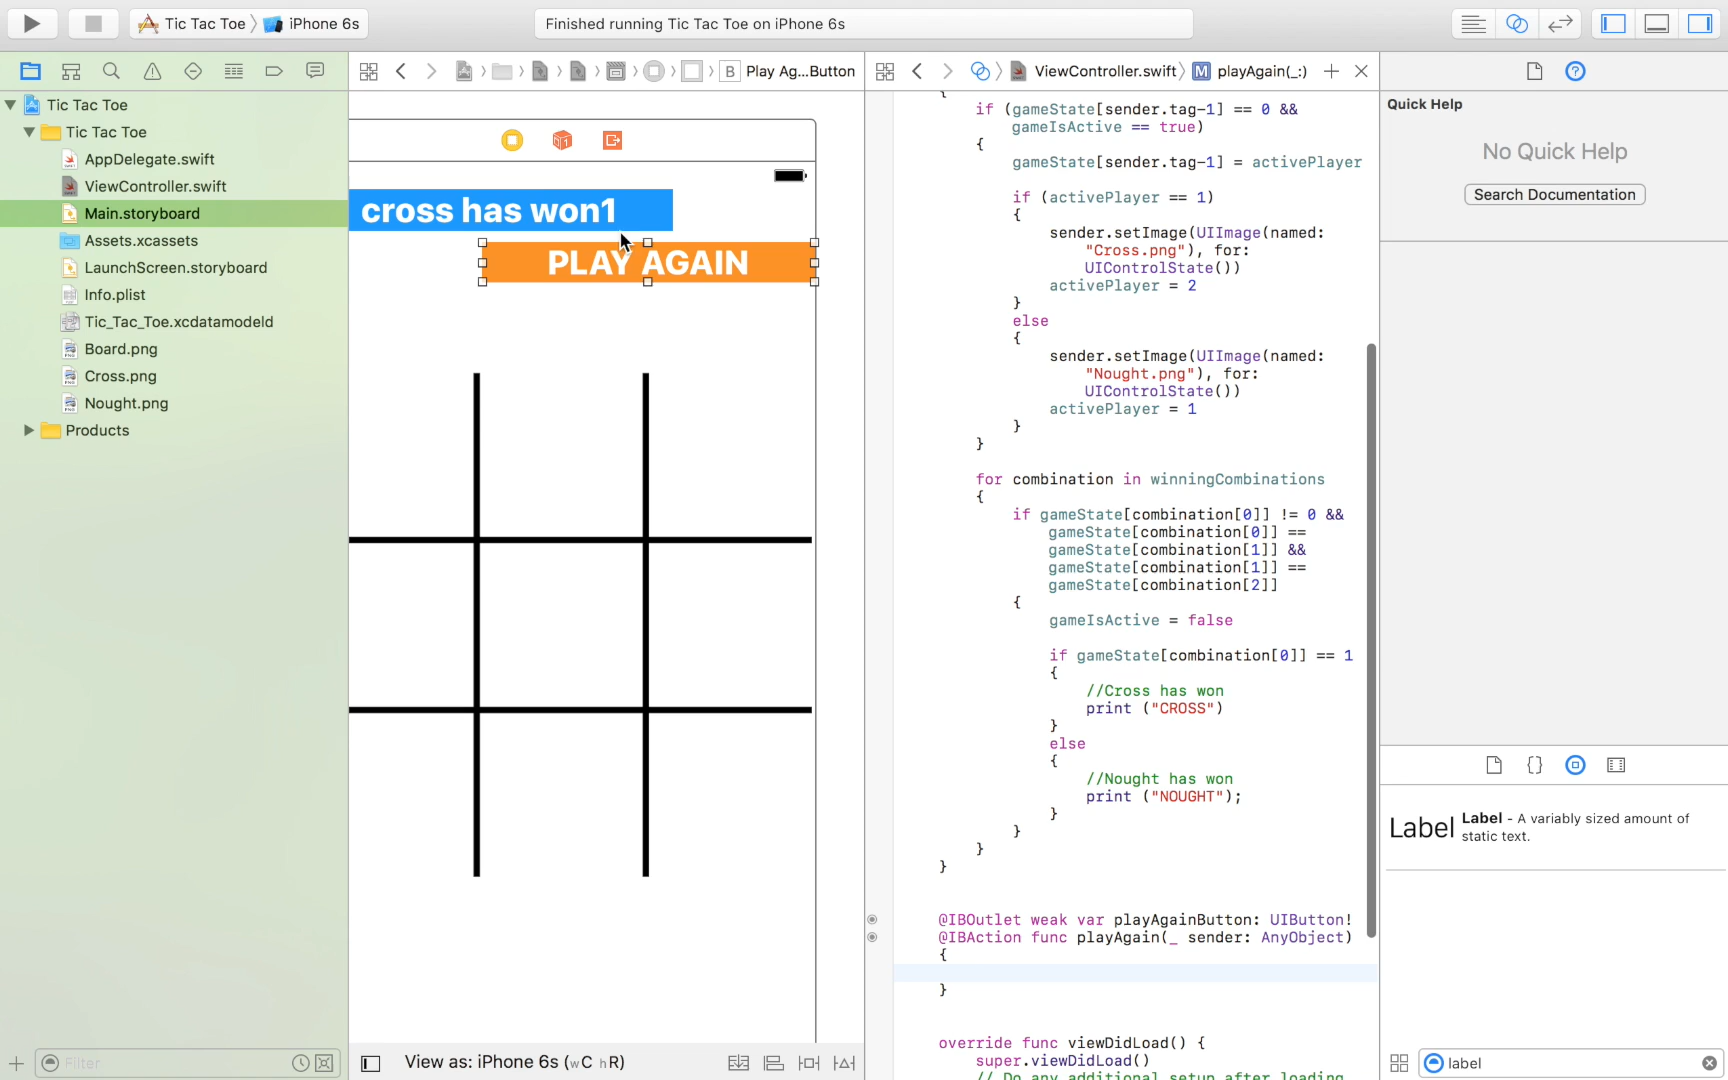 Tic Tac Toe
iPhone 6s
Finished running Tic Tac Toe on iPhone 6s
B Play Ag...Button
ViewController.swift
M playAgain(_:)
Tic Tac Toe
Tic Tac Toe
AppDelegate.swift
ViewController.swift
Main.storyboard
Assets.xcassets
LaunchScreen.storyboard
Info.plist
Tic_Tac_Toe.xcdatamodeld
Board.png
Cross.png
Nought.png
Products
Filter
cross has won1
PLAY AGAIN
View as: iPhone 6s (wC hR)
{
if (gameState[sender.tag-1] == 0 &&
gameIsActive == true)
{
gameState[sender.tag-1] = activePlayer
if (activePlayer == 1)
{
sender.setImage(UIImage(named:
"Cross.png"), for:
UIControlState())
activePlayer = 2
}
else
{
sender.setImage(UIImage(named:
"Nought.png"), for:
UIControlState())
activePlayer = 1
}
}
for combination in winningCombinations
{
if gameState[combination[0]] != 0 &&
gameState[combination[0]] ==
gameState[combination[1]] &&
gameState[combination[1]] ==
gameState[combination[2]]
{
gameIsActive = false
if gameState[combination[0]] == 1
{
//Cross has won
print ("CROSS")
}
else
{
//Nought has won
print ("NOUGHT");
}
}
}
}
@IBOutlet weak var playAgainButton: UIButton!
@IBAction func playAgain(_ sender: AnyObject)
{
}
override func viewDidLoad() {
super.viewDidLoad()
// Do any additional setup after loading
Quick Help
No Quick Help
Search Documentation
Label
Label - A variably sized amount of
static text.
label